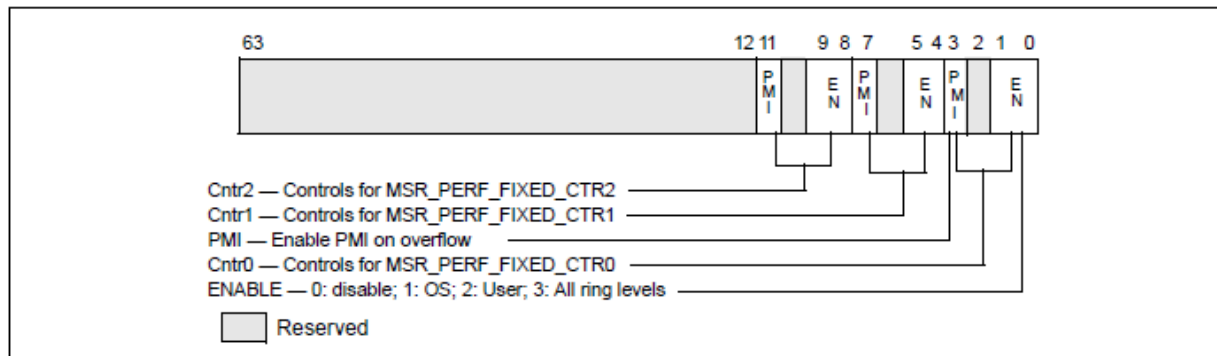 63 12 11 9 8 7 5 4 3 2 1 0
PMI EN PMI EN PMI EN
Cntr2 — Controls for MSR_PERF_FIXED_CTR2
Cntr1 — Controls for MSR_PERF_FIXED_CTR1
PMI — Enable PMI on overflow
Cntr0 — Controls for MSR_PERF_FIXED_CTR0
ENABLE — 0: disable; 1: OS; 2: User; 3: All ring levels
Reserved